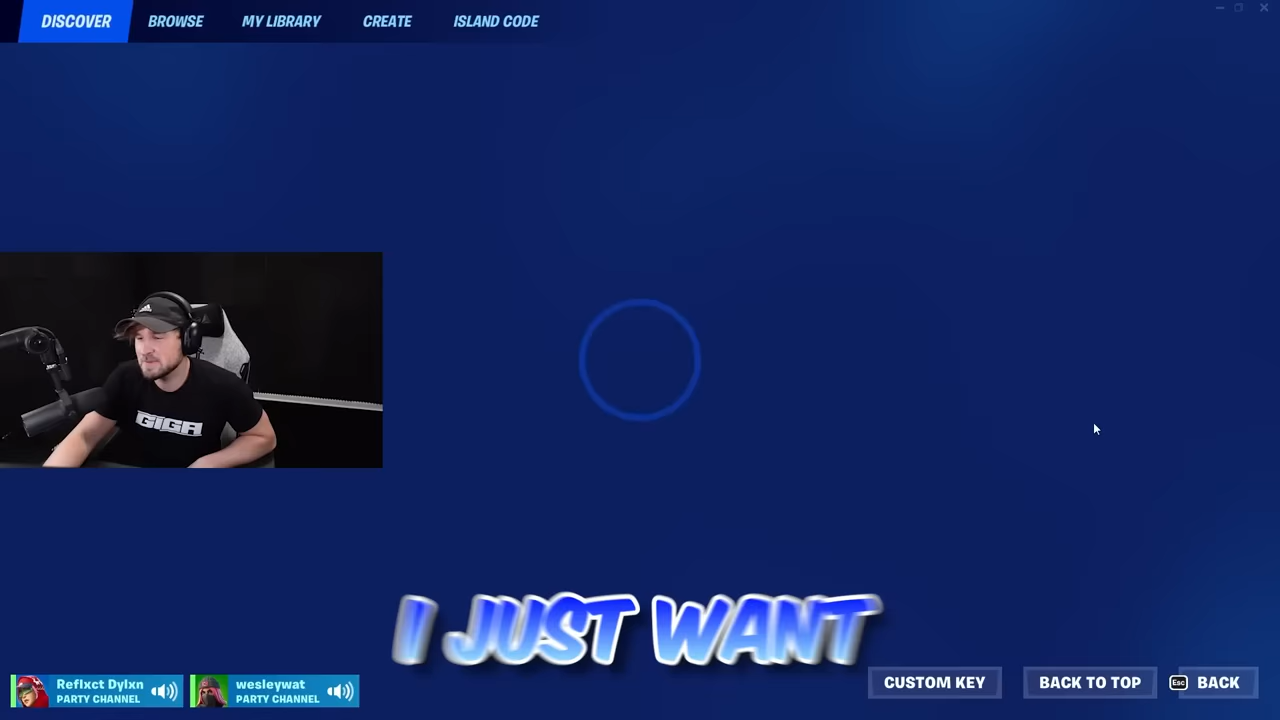 DISCOVER
BROWSE
MY LIBRARY
CREATE
ISLAND CODE
GIGA
I JUST WANT
Reflxct Dylxn
PARTY CHANNEL
wesleywat
PARTY CHANNEL
CUSTOM KEY
BACK TO TOP
Esc BACK